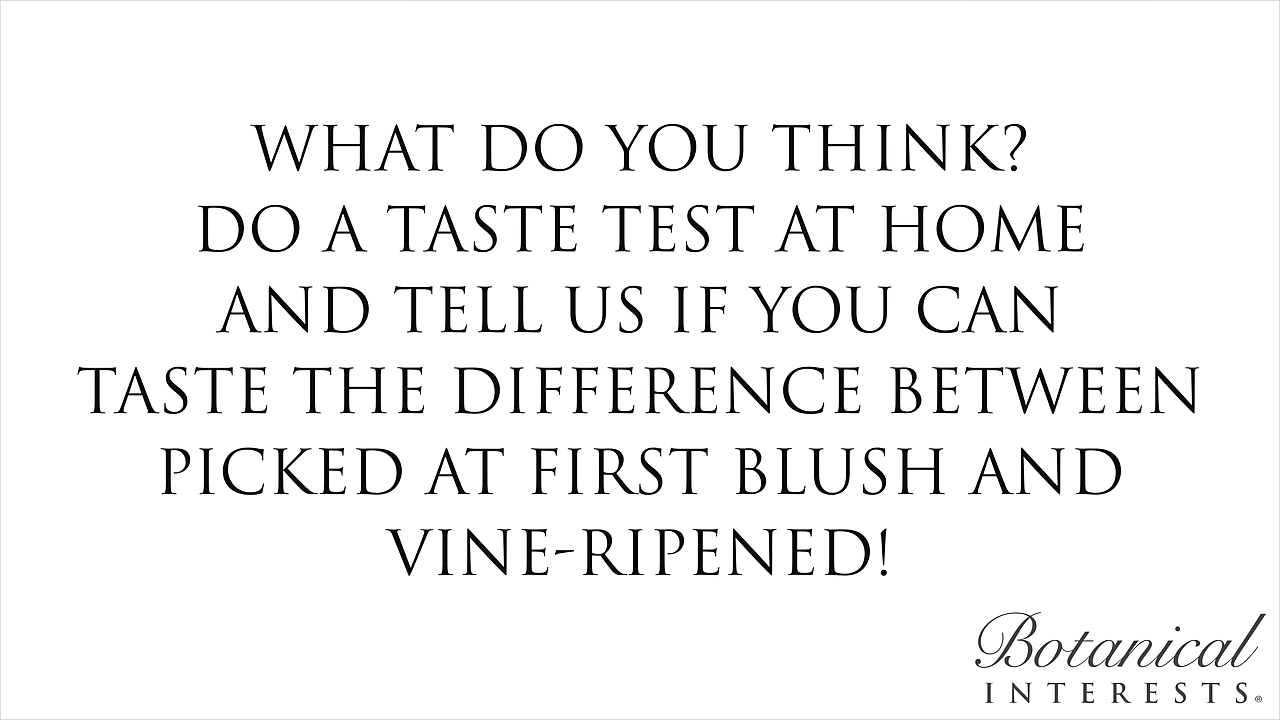 WHAT DO YOU THINK?
DO A TASTE TEST AT HOME
AND TELL US IF YOU CAN
TASTE THE DIFFERENCE BETWEEN
PICKED AT FIRST BLUSH AND
VINE-RIPENED!
Botanical
INTERESTS®